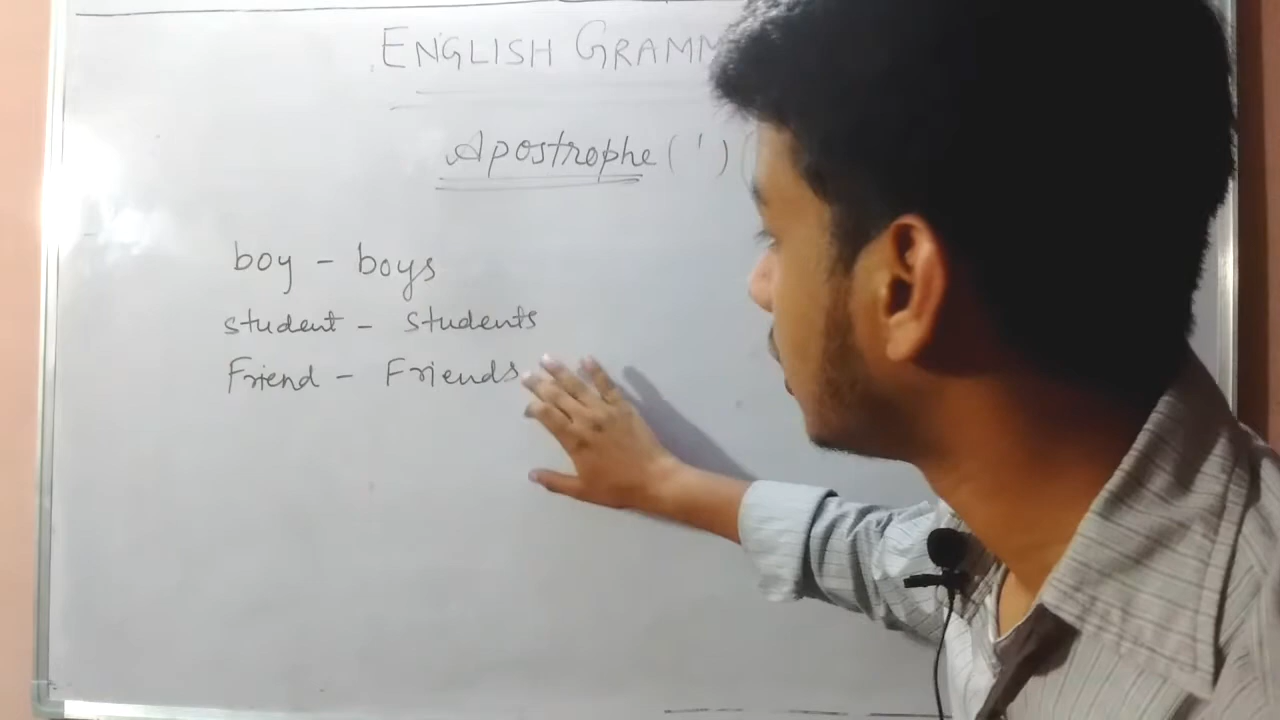 ENGLISH GRAMM
Apostrophe (')
boy - boys
student - students
Friend - Friends